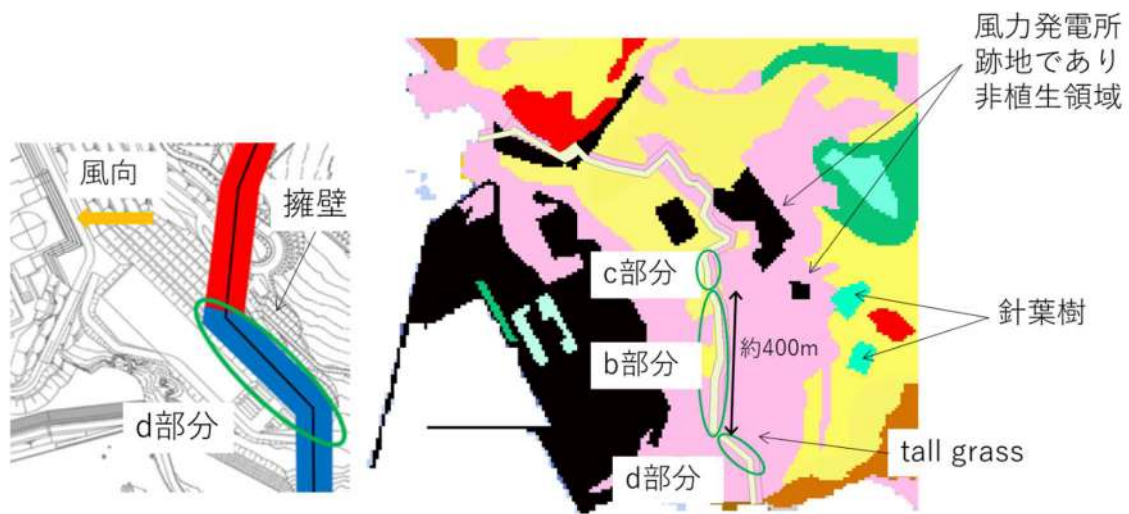 風向
擁壁
d部分
風力発電所
跡地であり
非植生領域
c部分
約400m
b部分
針葉樹
tall grass
d部分